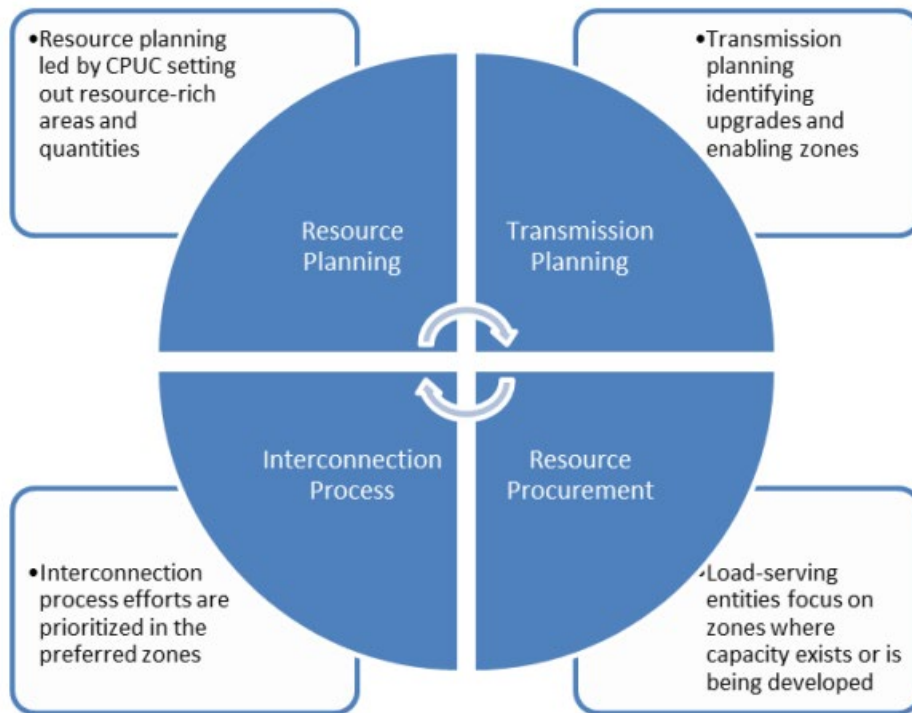 •Resource planning
led by CPUC setting
out resource-rich
areas and
quantities
•Transmission
planning
identifying
upgrades and
enabling zones
Resource
Planning
Transmission
Planning
Interconnection
Process
Resource
Procurement
•Interconnection
process efforts are
prioritized in the
preferred zones
•Load-serving
entities focus on
zones where
capacity exists or is
being developed